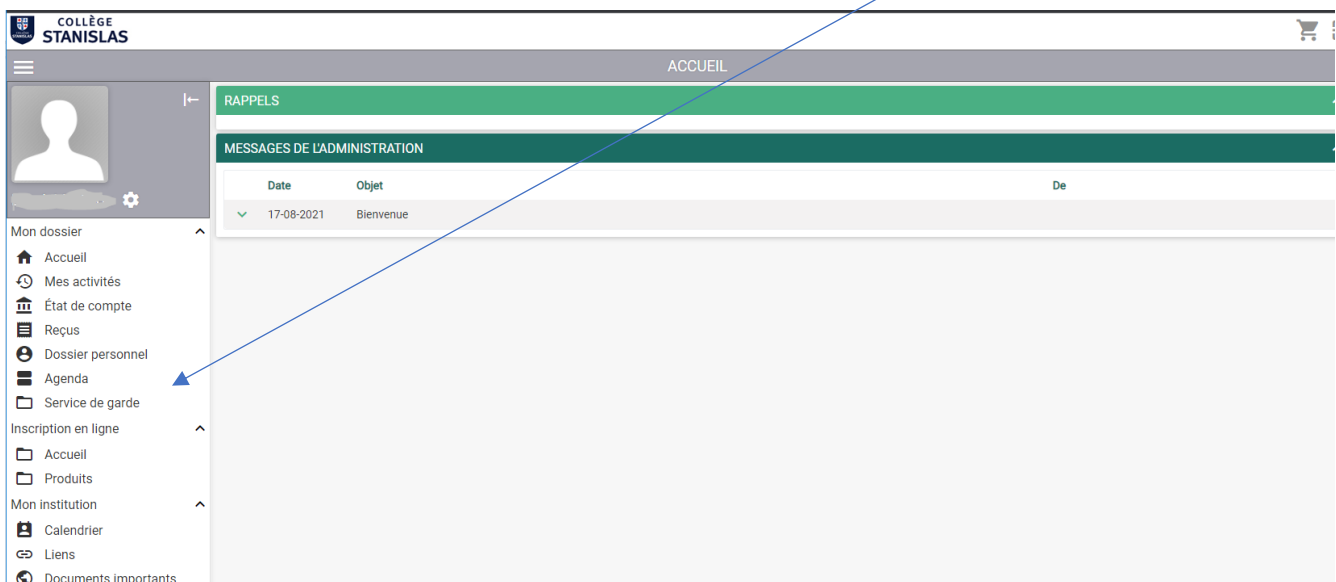 COLLÈGE
STANISLAS
ACCUEIL
RAPPELS
MESSAGES DE L'ADMINISTRATION
Date Objet De
17-08-2021 Bienvenue
Mon dossier
Accueil
Mes activités
État de compte
Reçus
Dossier personnel
Agenda
Service de garde
Inscription en ligne
Accueil
Produits
Mon institution
Calendrier
Liens
Documents importants